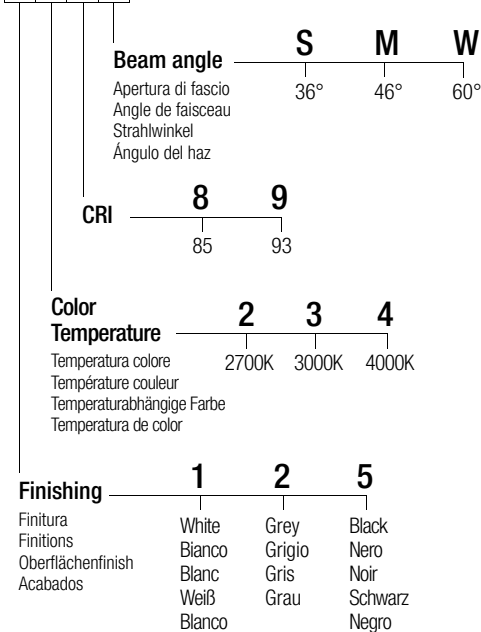 Beam angle
S M W
Apertura di fascio
Angle de faisceau
Strahlwinkel
Ángulo del haz
36° 46° 60°
CRI
8 9
85 93
Color
Temperature
2 3 4
Temperatura colore
Température couleur
Temperaturabhängige Farbe
Temperatura de color
2700K 3000K 4000K
Finishing
1 2 5
Finitura
Finitions
Oberflächenfinish
Acabados
White Grey Black
Bianco Grigio Nero
Blanc Gris Noir
Weiß Grau Schwarz
Blanco Negro